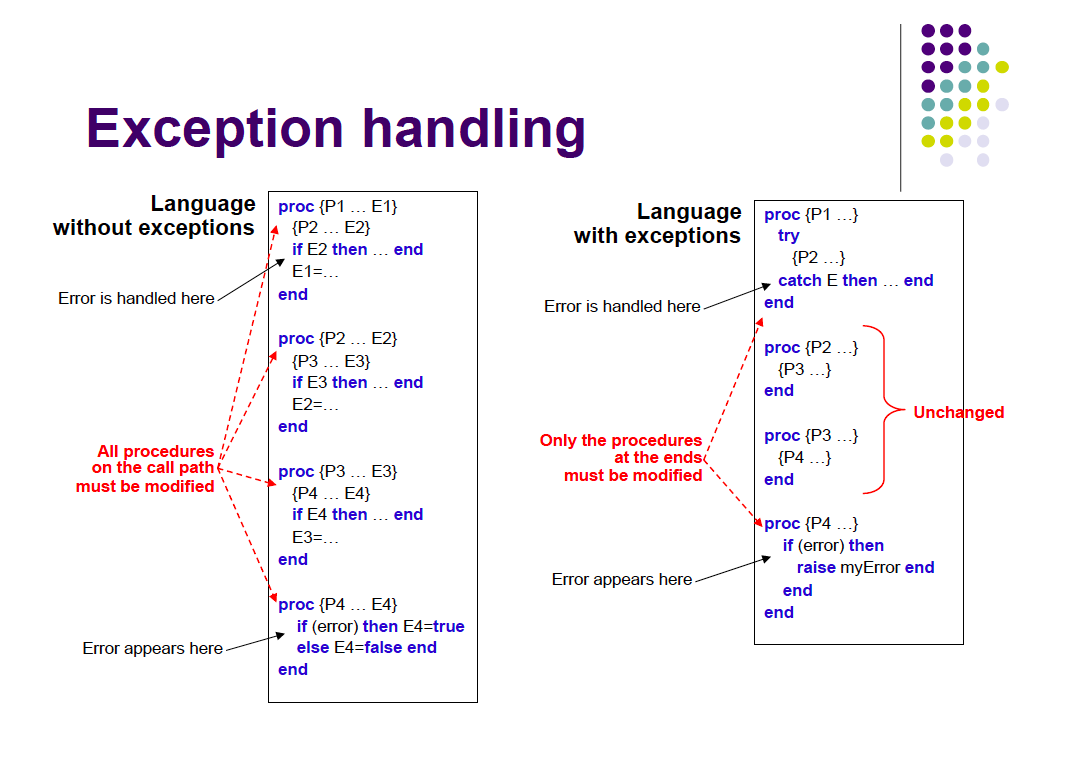 Exception handling
Language
without exceptions
proc {P1 … E1}
{P2 … E2}
if E2 then … end
E1=…
end
Error is handled here
proc {P2 … E2}
{P3 … E3}
if E3 then … end
E2=…
end
All procedures
on the call path
must be modified
proc {P3 … E3}
{P4 … E4}
if E4 then … end
E3=…
end
proc {P4 … E4}
if (error) then E4=true
else E4=false end
end
Error appears here
Language
with exceptions
proc {P1 …}
try
{P2 …}
catch E then … end
end
Error is handled here
proc {P2 …}
{P3 …}
end
Unchanged
proc {P3 …}
{P4 …}
end
Only the procedures
at the ends
must be modified
proc {P4 …}
if (error) then
raise myError end
end
end
Error appears here